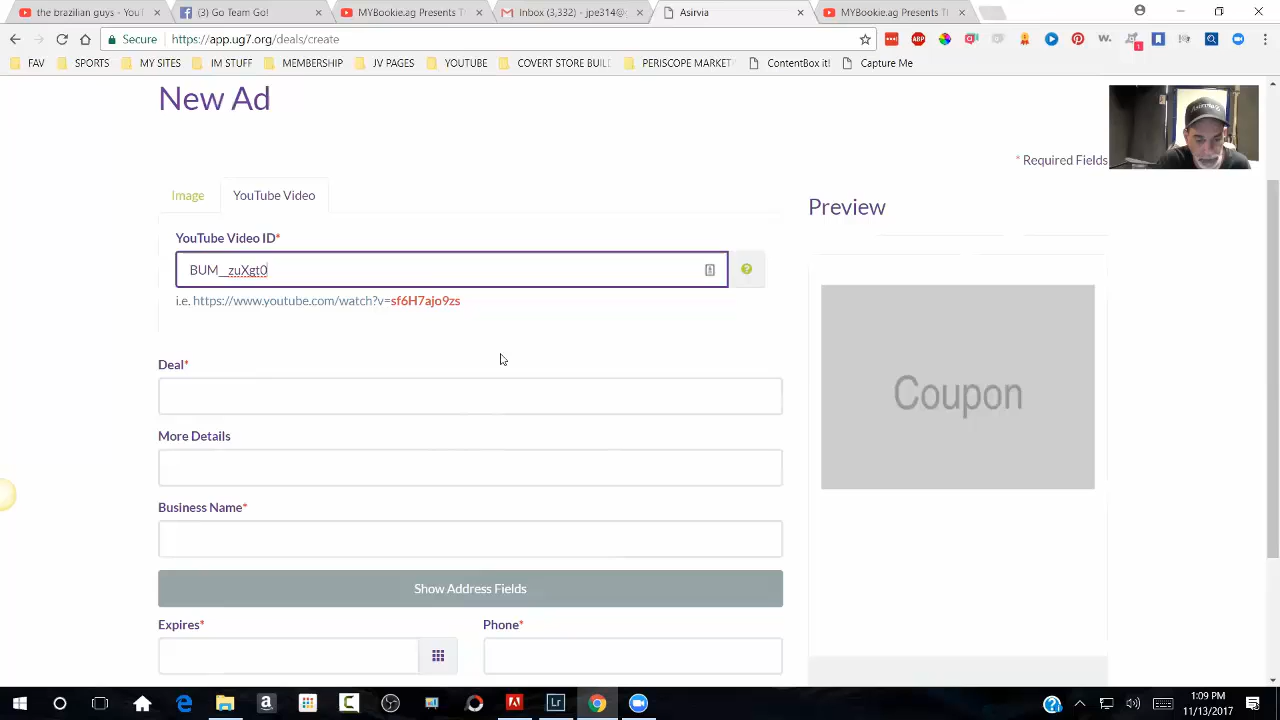 the brazilian guys - You
(3) Go Team Go!
MYBookie.ag Presents T
Inbox (3,332) - jpe314@
Asirvia
MYBookie.ag Presents T
Secure
https://app.ug7.org/deals/create
FAV
SPORTS
MY SITES
IM STUFF
MEMBERSHIP
JV PAGES
YOUTUBE
COVERT STORE BUIL
PERISCOPE MARKET
ContentBox it!
Capture Me
New Ad
* Required Fields
Image
YouTube Video
Preview
YouTube Video ID*
BUM__zuXgt0
i.e. https://www.youtube.com/watch?v=sf6H7ajo9zs
Coupon
Deal*
More Details
Business Name*
Show Address Fields
Expires*
Phone*
1:09 PM
11/13/2017